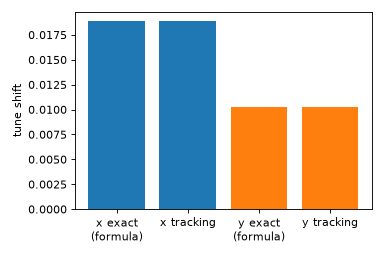 0.0175
0.0150
0.0125
0.0100
0.0075
0.0050
0.0025
0.0000
tune shift
x exact
(formula)
x tracking
y exact
(formula)
y tracking